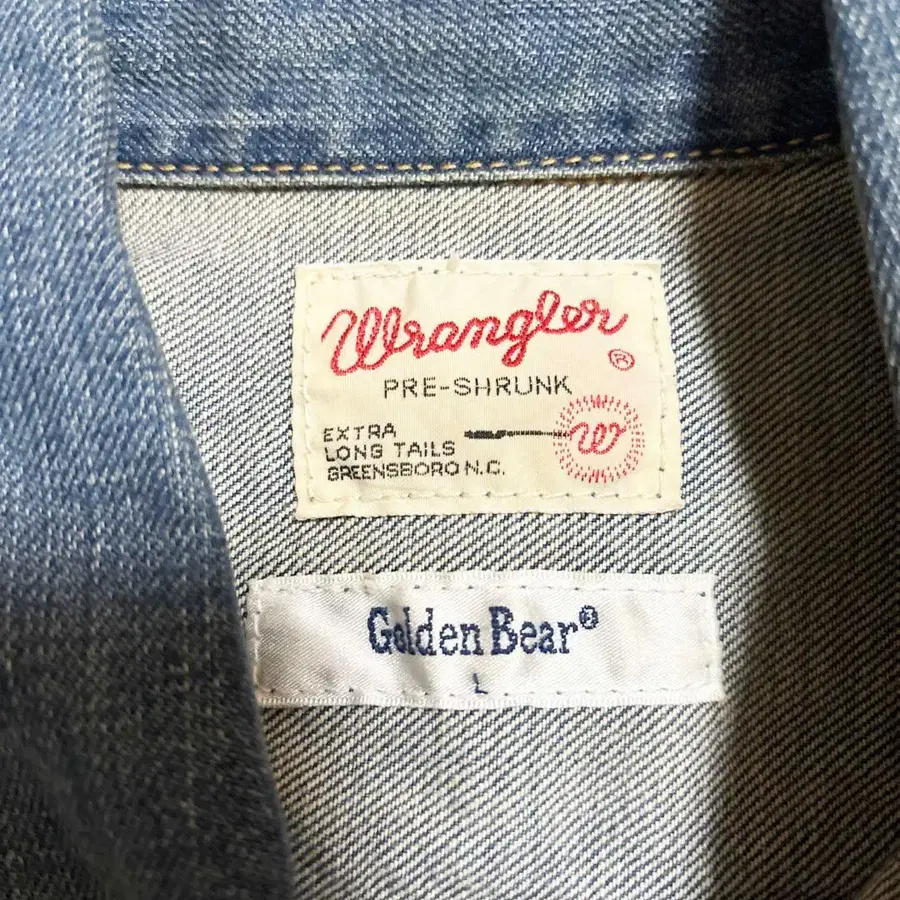 Wrangler®
PRE-SHRUNK
EXTRA
LONG TAILS
GREENSBORO N.C.
W
Golden Bear®
L